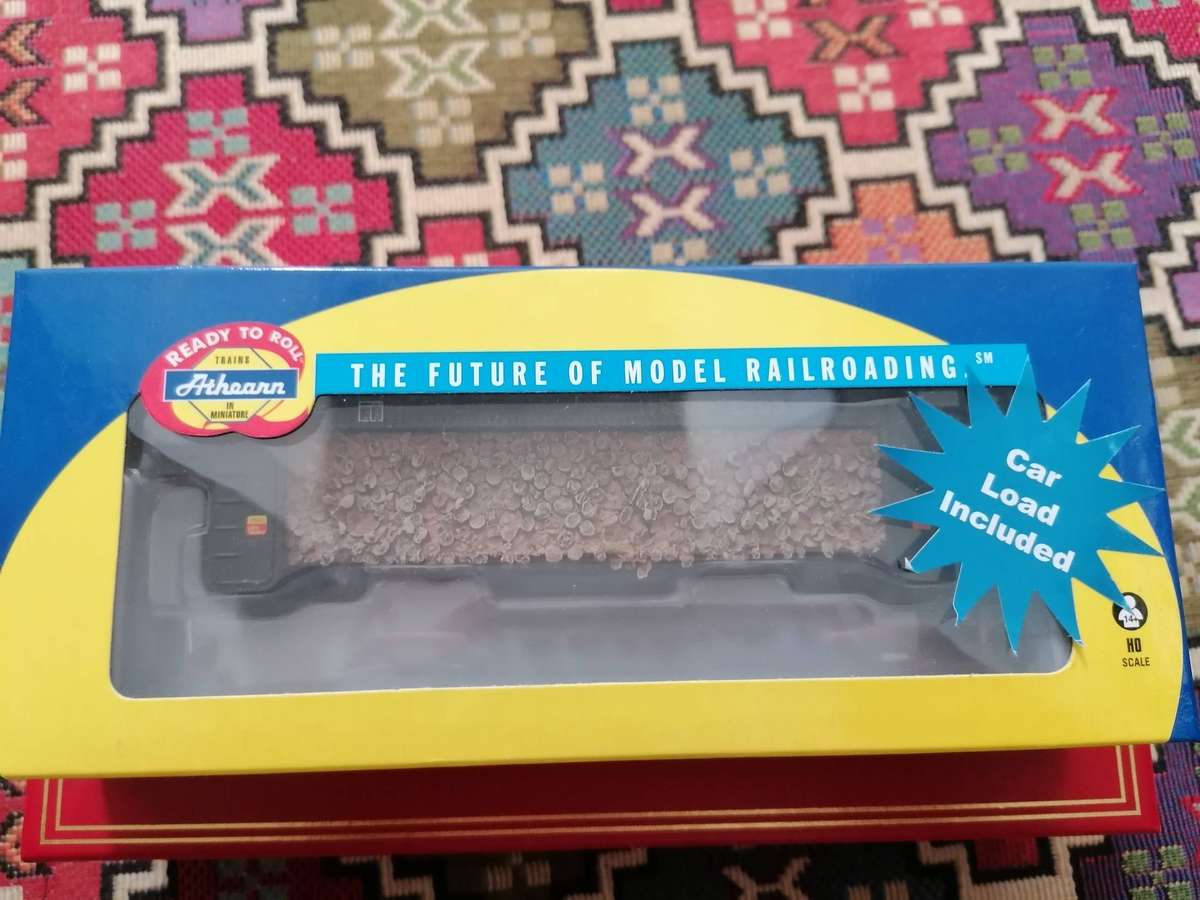 READY TO ROLL
TRAINS
Athearn
IN
MINIATURE
THE FUTURE OF MODEL RAILROADING.℠
Car
Load
Included
14+
HO
SCALE